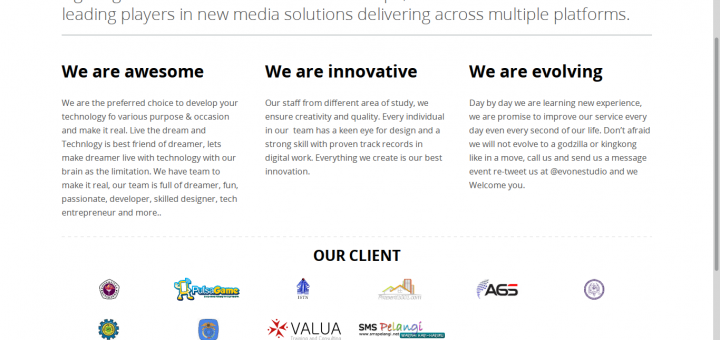 leading players in new media solutions delivering across multiple platforms.
We are awesome
We are the preferred choice to develop your
technology fo various purpose & occasion
and make it real. Live the dream and
Technlogy is best friend of dreamer, lets
make dreamer live with technology with our
brain as the limitation. We have team to
make it real, our team is full of dreamer, fun,
passionate, developer, skilled designer, tech
entrepreneur and more..
We are innovative
Our staff from different area of study, we
ensure creativity and quality. Every individual
in our team has a keen eye for design and a
strong skill with proven track records in
digital work. Everything we create is our best
innovation.
We are evolving
Day by day we are learning new experience,
we are promise to improve our service every
day even every second of our life. Don't afraid
we will not evolve to a godzilla or kingkong
like in a move, call us and send us a message
event re-tweet us at @evonestudio and we
Welcome you.
OUR CLIENT
PulsaGame
AGS
VALUA
Training and Consulting
SMS Pelangi
www.smspelangi.net